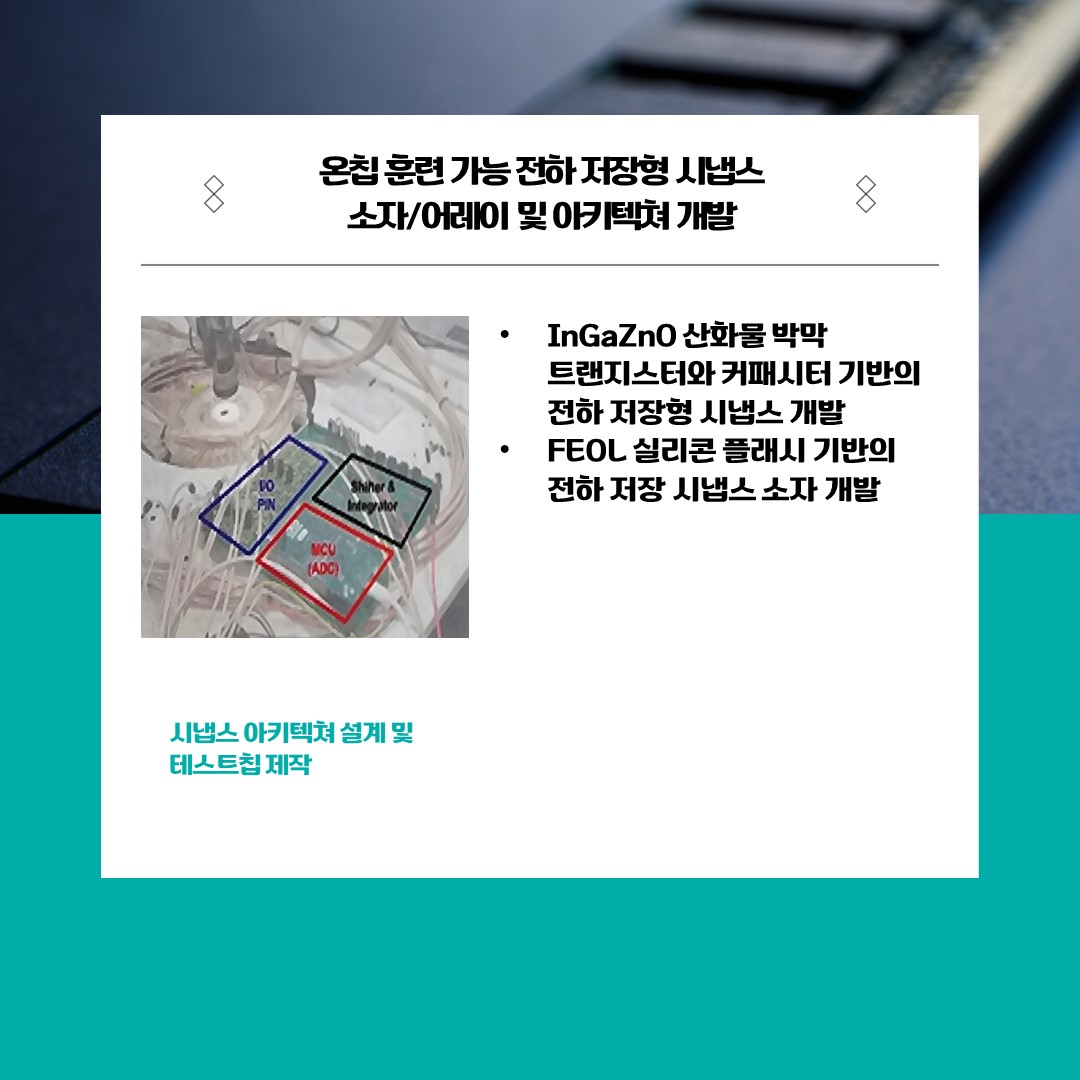 온칩 훈련 가능 전하 저장형 시냅스
소자/어레이 및 아키텍쳐 개발
I/O
PIN
Shifter &
Integrator
MCU
(ADC)
• InGaZnO 산화물 박막
트랜지스터와 커패시터 기반의
전하 저장형 시냅스 개발
• FEOL 실리콘 플래시 기반의
전하 저장 시냅스 소자 개발
시냅스 아키텍쳐 설계 및
테스트칩 제작